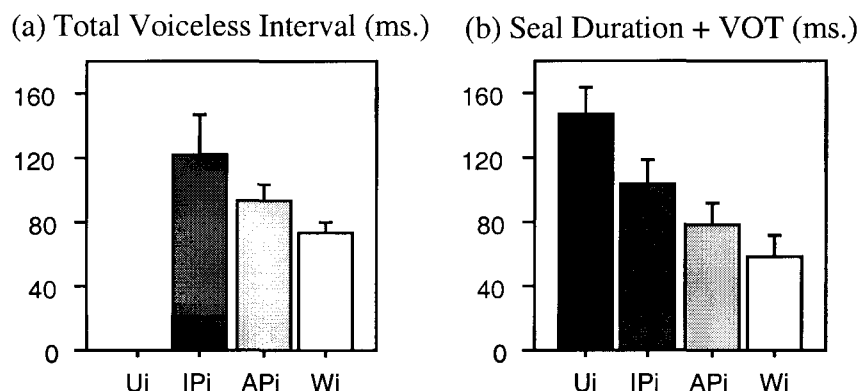 (a) Total Voiceless Interval (ms.)
160
120
80
40
0
Ui IPi APi Wi
(b) Seal Duration + VOT (ms.)
160
120
80
40
0
Ui IPi APi Wi